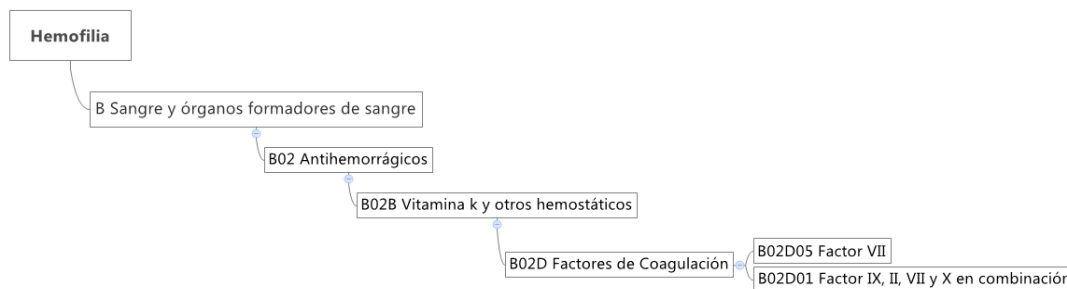 Hemofilia
B Sangre y órganos formadores de sangre
B02 Antihemorrágicos
B02B Vitamina k y otros hemostáticos
B02D Factores de Coagulación
B02D05 Factor VII
B02D01 Factor IX, II, VII y X en combinación